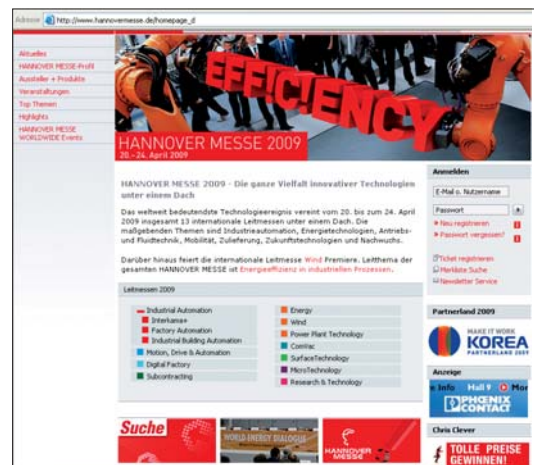 Adresse http://www.hannovermesse.de/homepage_d
Aktuelles
HANNOVER MESSE-Profil
Aussteller + Produkte
Veranstaltungen
Top Themen
Highlights
HANNOVER MESSE
WORLDWIDE Events
EFF!C!ENCY
HANNOVER MESSE 2009
20.-24. April 2009
HANNOVER MESSE 2009 - Die ganze Vielfalt innovativer Technologien
unter einem Dach
Das weltweit bedeutendste Technologieereignis vereint vom 20. bis zum 24. April
2009 insgesamt 13 internationale Leitmessen unter einem Dach. Die
maßgebenden Themen sind Industrieautomation, Energietechnologien, Antriebs-
und Fluidtechnik, Mobilität, Zulieferung, Zukunftstechnologien und Nachwuchs.
Darüber hinaus feiert die internationale Leitmesse Wind Premiere. Leitthema der
gesamten HANNOVER MESSE ist Energieeffizienz in industriellen Prozessen.
Leitmessen 2009
Industrial Automation
Interkama+
Factory Automation
Industrial Building Automation
Motion, Drive & Automation
Digital Factory
Subcontracting
Energy
Wind
Power Plant Technology
ComVac
SurfaceTechnology
MicroTechnology
Research & Technology
Suche
WORLD ENERGY DIALOGUE
HANNOVER
MESSE
Anmelden
E-Mail o. Nutzername
Passwort
» Neu registrieren
» Passwort vergessen?
Ticket registrieren
Merkliste Suche
Newsletter Service
Partnerland 2009
MAKE IT WORK
KOREA
PARTNERLAND 2009
Anzeige
e Info Hall 9 Mor
PHŒNIX
CONTACT
Chris Clever
TOLLE PREISE
GEWINNEN!